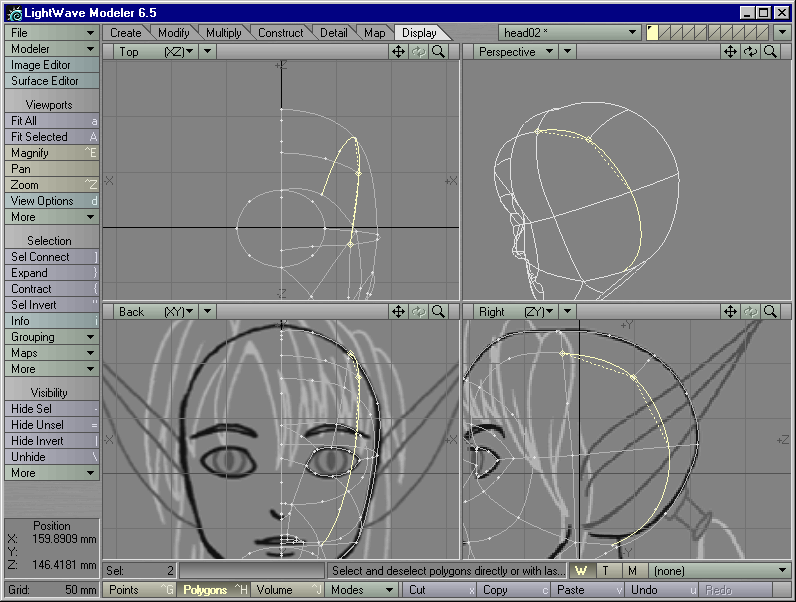 LightWave Modeler 6.5
File
Create Modify Multiply Construct Detail Map Display
head02 *
Modeler
Image Editor
Surface Editor
Top (XZ)
Perspective
Viewports
Fit All a
Fit Selected A
Magnify ^E
Pan
Zoom ^Z
View Options d
More
Selection
Sel Connect ]
Expand }
Contract {
Sel Invert "
Info i
Grouping
Maps
More
Visibility
Hide Sel -
Hide Unsel =
Hide Invert |
Unhide \
More
+Z
-X
+X
-Z
Back (XY)
Right (ZY)
-X
+X
+Y
+Z
-Y
Position
X: 159.8909 mm
Y:
Z: 146.4181 mm
Grid: 50 mm
Sel: 2
Select and deselect polygons directly or with las...
W T M (none)
Points ^G Polygons ^H Volume ^J Modes Cut x Copy c Paste v Undo u Redo